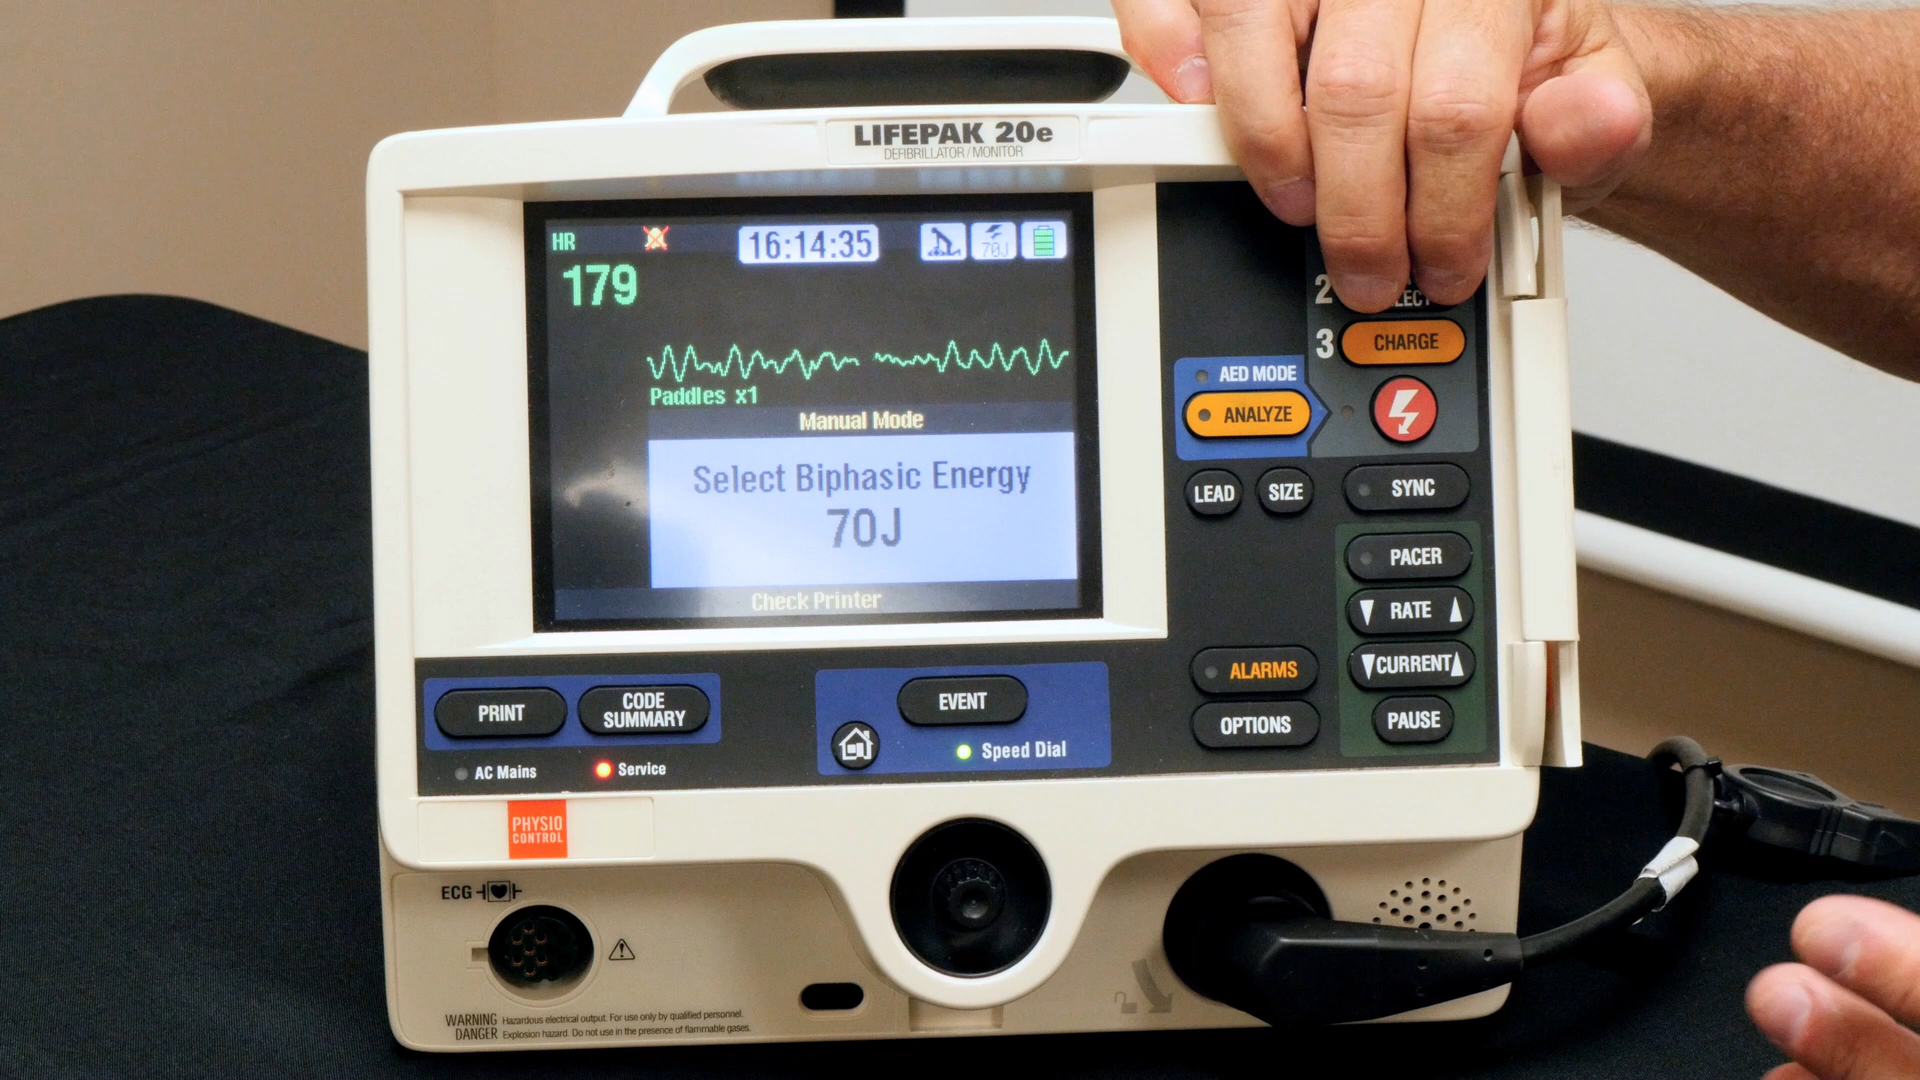 LIFEPAK 20e
DEFIBRILLATOR/MONITOR
HR
16:14:35
70J
179
Paddles x1
Manual Mode
Select Biphasic Energy
70J
Check Printer
2
3 CHARGE
AED MODE
ANALYZE
LEAD
SIZE
SYNC
PACER
RATE
CURRENT
PAUSE
ALARMS
OPTIONS
PRINT
CODE
SUMMARY
EVENT
Speed Dial
AC Mains
Service
PHYSIO
CONTROL
ECG
WARNING Hazardous electrical output. For use only by qualified personnel.
DANGER Explosion hazard. Do not use in the presence of flammable gases.